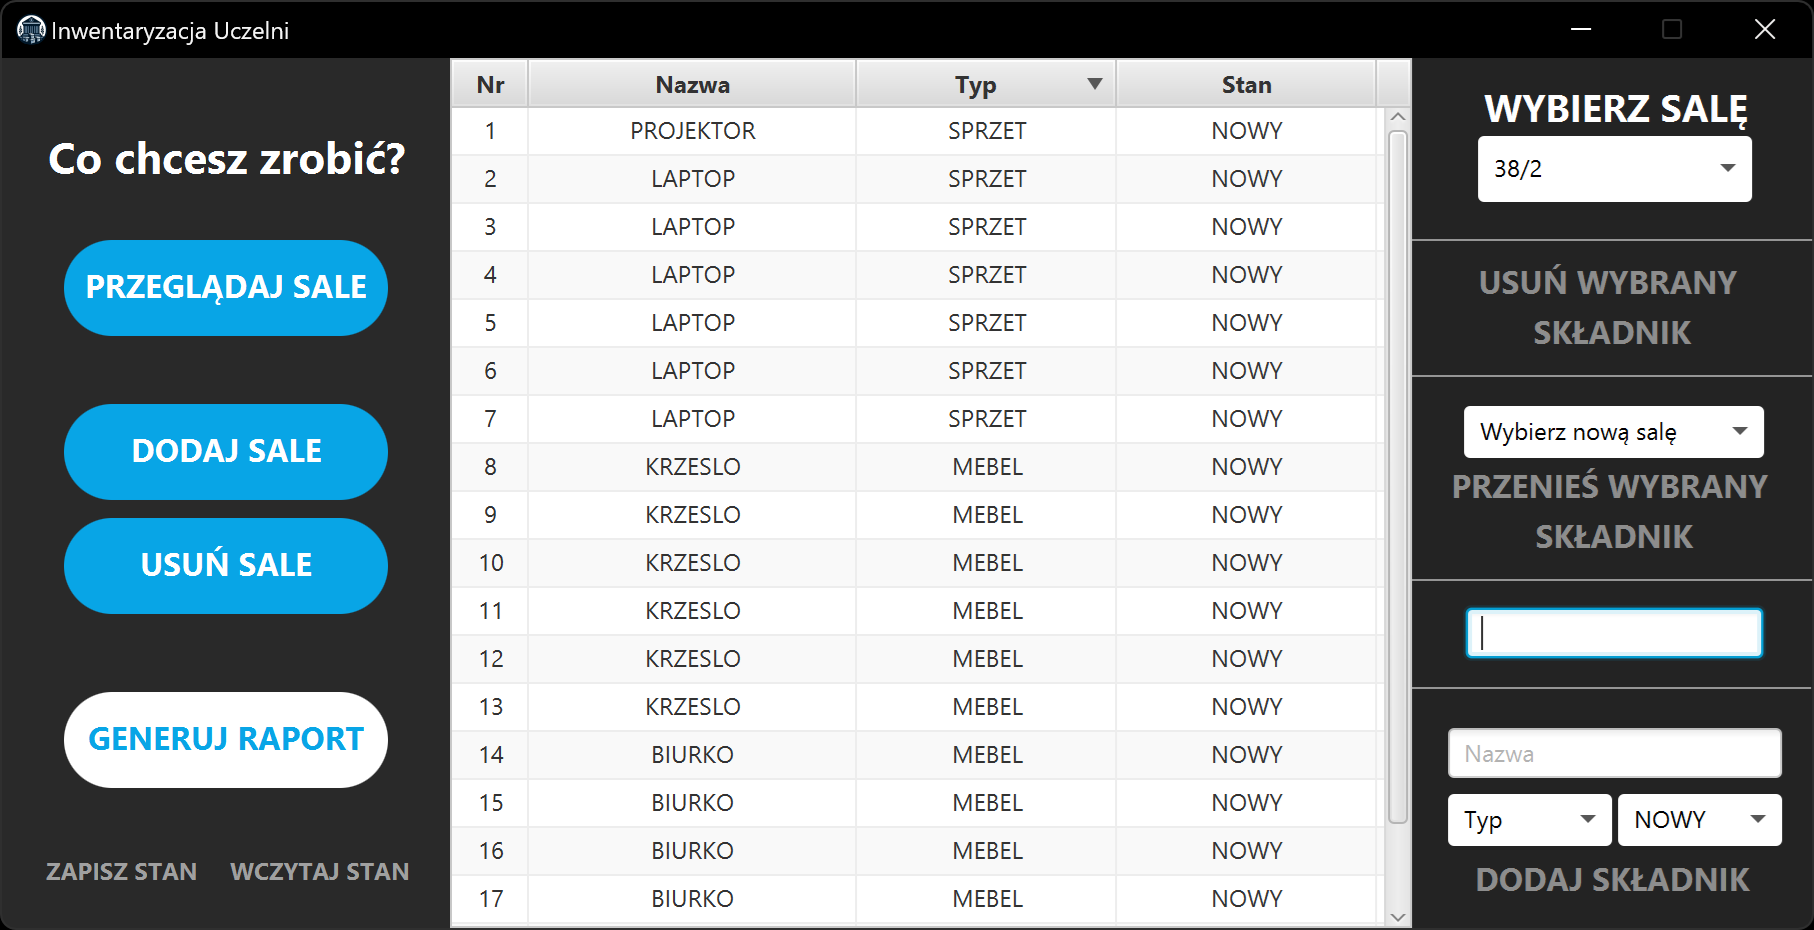 Inwentaryzacja Uczelni
Co chcesz zrobić?
PRZEGLĄDAJ SALE
DODAJ SALE
USUŃ SALE
GENERUJ RAPORT
ZAPISZ STAN WCZYTAJ STAN
Nr Nazwa Typ Stan
1 PROJEKTOR SPRZET NOWY
2 LAPTOP SPRZET NOWY
3 LAPTOP SPRZET NOWY
4 LAPTOP SPRZET NOWY
5 LAPTOP SPRZET NOWY
6 LAPTOP SPRZET NOWY
7 LAPTOP SPRZET NOWY
8 KRZESLO MEBEL NOWY
9 KRZESLO MEBEL NOWY
10 KRZESLO MEBEL NOWY
11 KRZESLO MEBEL NOWY
12 KRZESLO MEBEL NOWY
13 KRZESLO MEBEL NOWY
14 BIURKO MEBEL NOWY
15 BIURKO MEBEL NOWY
16 BIURKO MEBEL NOWY
17 BIURKO MEBEL NOWY
WYBIERZ SALĘ
38/2
USUŃ WYBRANY
SKŁADNIK
Wybierz nową salę
PRZENIEŚ WYBRANY
SKŁADNIK
Nazwa
Typ NOWY
DODAJ SKŁADNIK